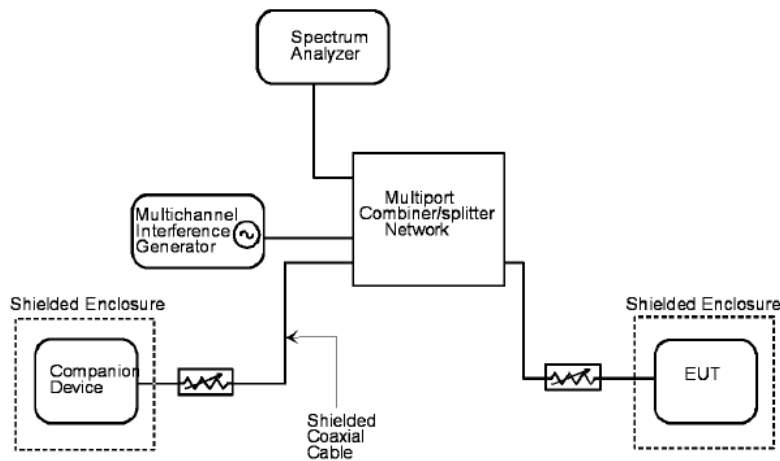 Spectrum
Analyzer
Multichannel
Interference
Generator
Multiport
Combiner/splitter
Network
Shielded Enclosure
Companion
Device
Shielded
Coaxial
Cable
Shielded Enclosure
EUT